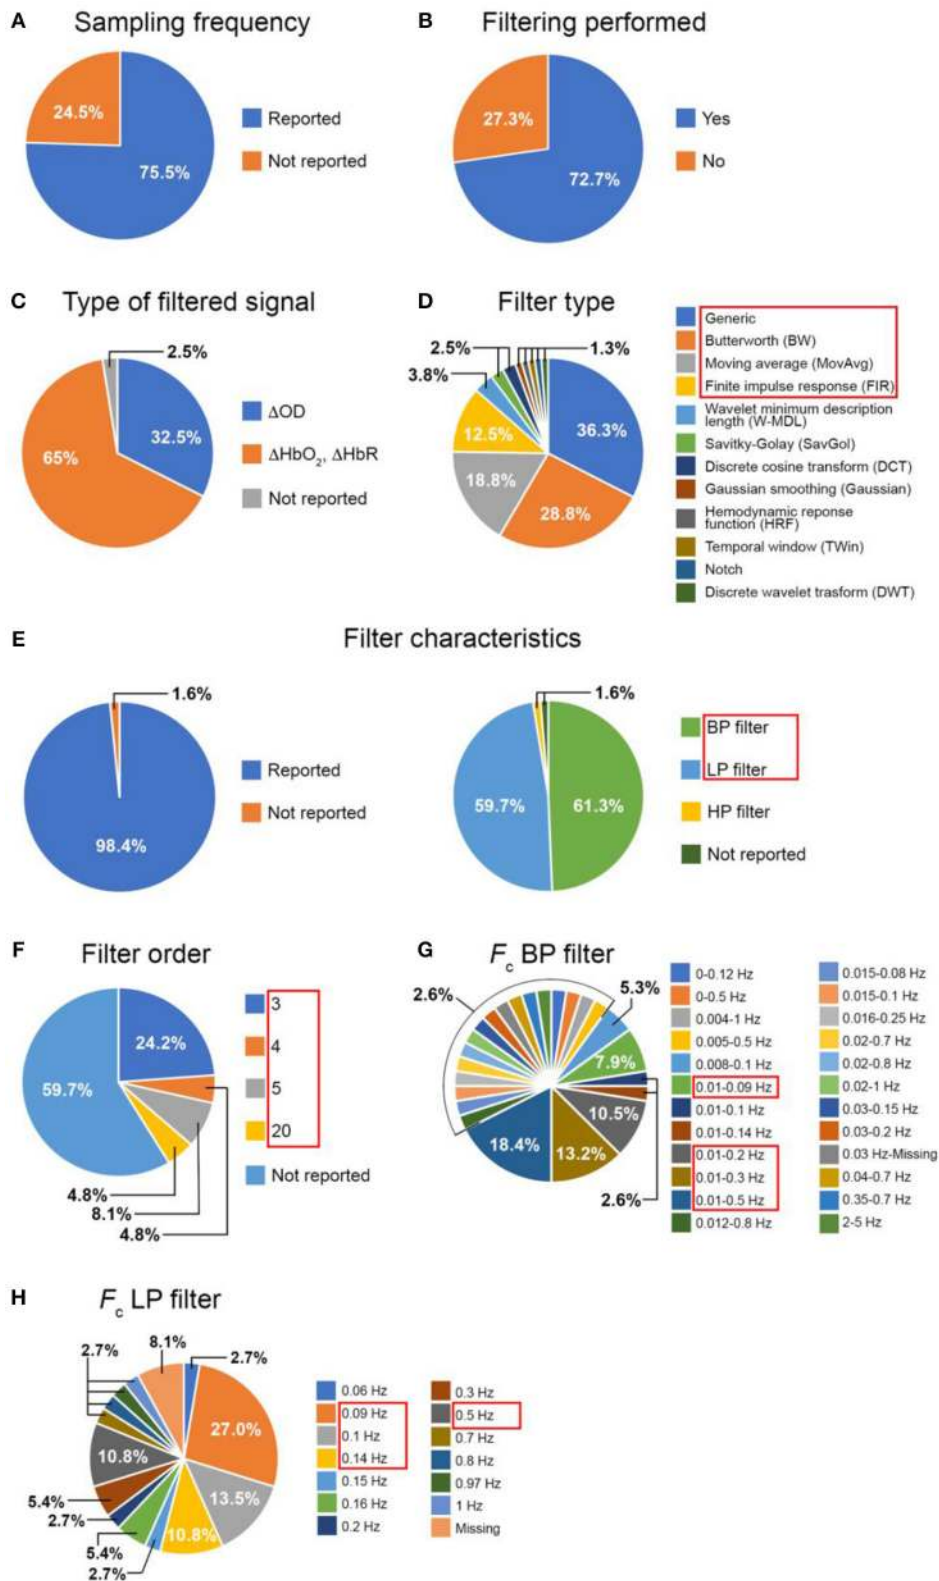 A Sampling frequency
24.5%
75.5%
Reported
Not reported
B Filtering performed
27.3%
72.7%
Yes
No
C Type of filtered signal
2.5%
32.5%
65%
ΔOD
ΔHbO2, ΔHbR
Not reported
D Filter type
2.5%
1.3%
3.8%
12.5%
36.3%
18.8%
28.8%
Generic
Butterworth (BW)
Moving average (MovAvg)
Finite impulse response (FIR)
Wavelet minimum description
length (W-MDL)
Savitky-Golay (SavGol)
Discrete cosine transform (DCT)
Gaussian smoothing (Gaussian)
Hemodynamic reponse
function (HRF)
Temporal window (TWin)
Notch
Discrete wavelet trasform (DWT)
E Filter characteristics
1.6%
98.4%
Reported
Not reported
1.6%
59.7%
61.3%
BP filter
LP filter
HP filter
Not reported
F Filter order
24.2%
59.7%
4.8%
8.1%
4.8%
3
4
5
20
Not reported
G Fc BP filter
2.6%
5.3%
7.9%
10.5%
18.4%
13.2%
2.6%
0-0.12 Hz
0-0.5 Hz
0.004-1 Hz
0.005-0.5 Hz
0.008-0.1 Hz
0.01-0.09 Hz
0.01-0.1 Hz
0.01-0.14 Hz
0.01-0.2 Hz
0.01-0.3 Hz
0.01-0.5 Hz
0.012-0.8 Hz
0.015-0.08 Hz
0.015-0.1 Hz
0.016-0.25 Hz
0.02-0.7 Hz
0.02-0.8 Hz
0.02-1 Hz
0.03-0.15 Hz
0.03-0.2 Hz
0.03 Hz-Missing
0.04-0.7 Hz
0.35-0.7 Hz
2-5 Hz
H Fc LP filter
8.1%
2.7%
2.7%
27.0%
10.8%
13.5%
5.4%
2.7%
10.8%
5.4%
2.7%
0.06 Hz
0.09 Hz
0.1 Hz
0.14 Hz
0.15 Hz
0.16 Hz
0.2 Hz
0.3 Hz
0.5 Hz
0.7 Hz
0.8 Hz
0.97 Hz
1 Hz
Missing